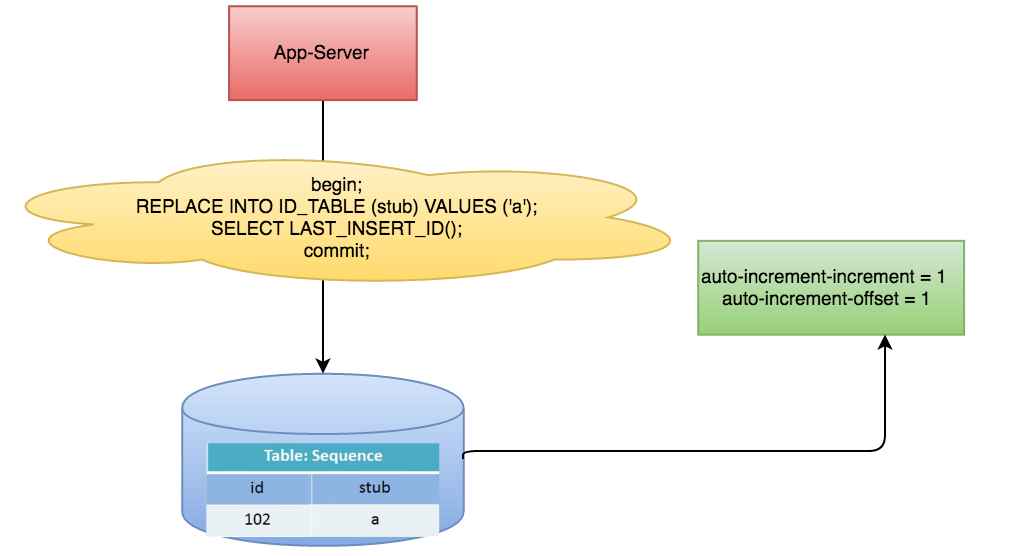 App-Server
begin;
REPLACE INTO ID_TABLE (stub) VALUES ('a');
SELECT LAST_INSERT_ID();
commit;
auto-increment-increment = 1
auto-increment-offset = 1
Table: Sequence
id stub
102 a